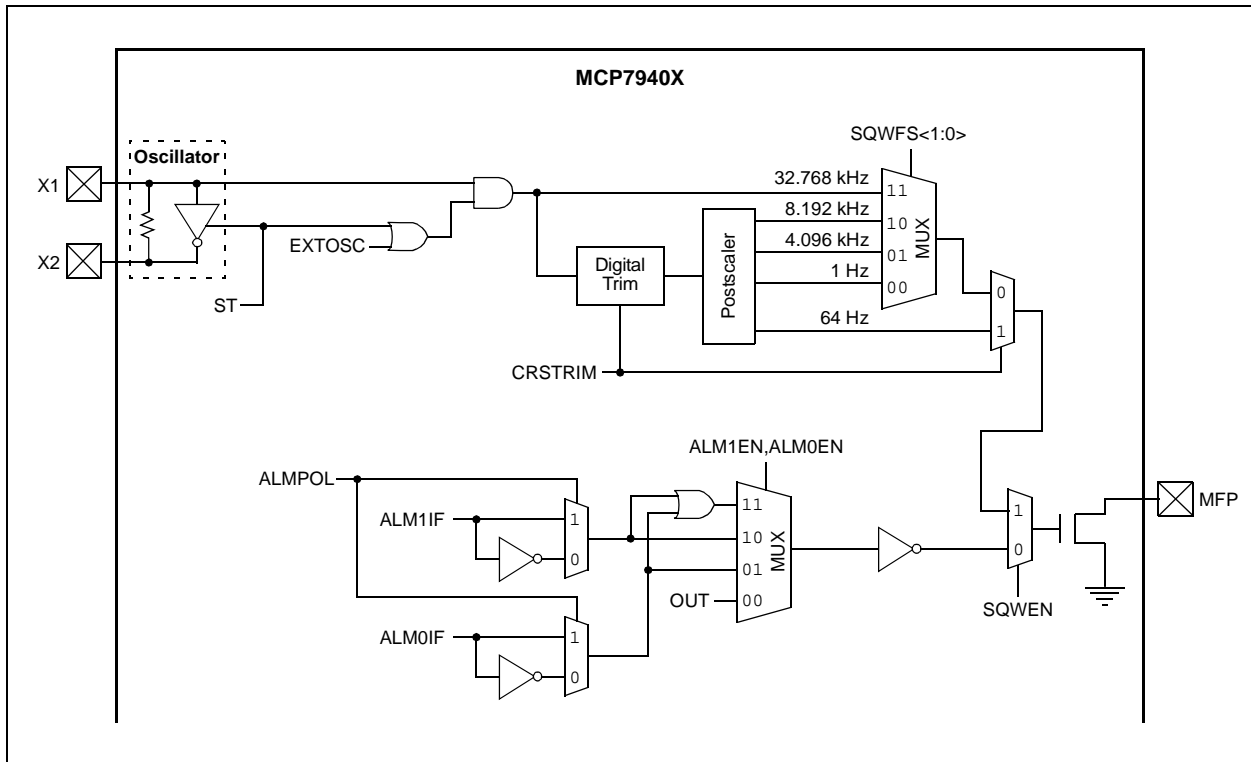 MCP7940X
SQWFS<1:0>
Oscillator
X1
32.768 kHz
11
8.192 kHz
10
X2
EXTOSC
4.096 kHz
01
MUX
Digital
Trim
Postscaler
1 Hz
00
0
ST
64 Hz
1
CRSTRIM
ALM1EN,ALM0EN
ALMPOL
MFP
ALM1IF
1
11
1
0
10
MUX
0
01
OUT
00
SQWEN
ALM0IF
1
0